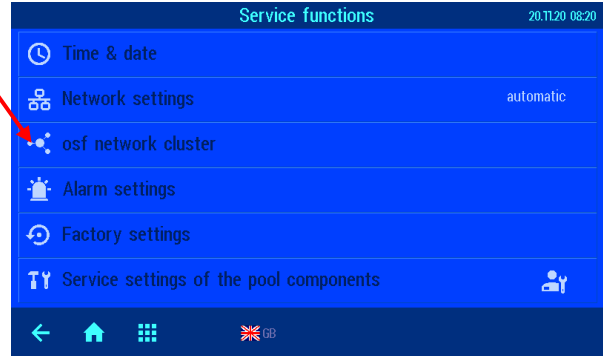 Service functions 20.11.20 08:20
Time & date
Network settings automatic
osf network cluster
Alarm settings
Factory settings
Service settings of the pool components
GB